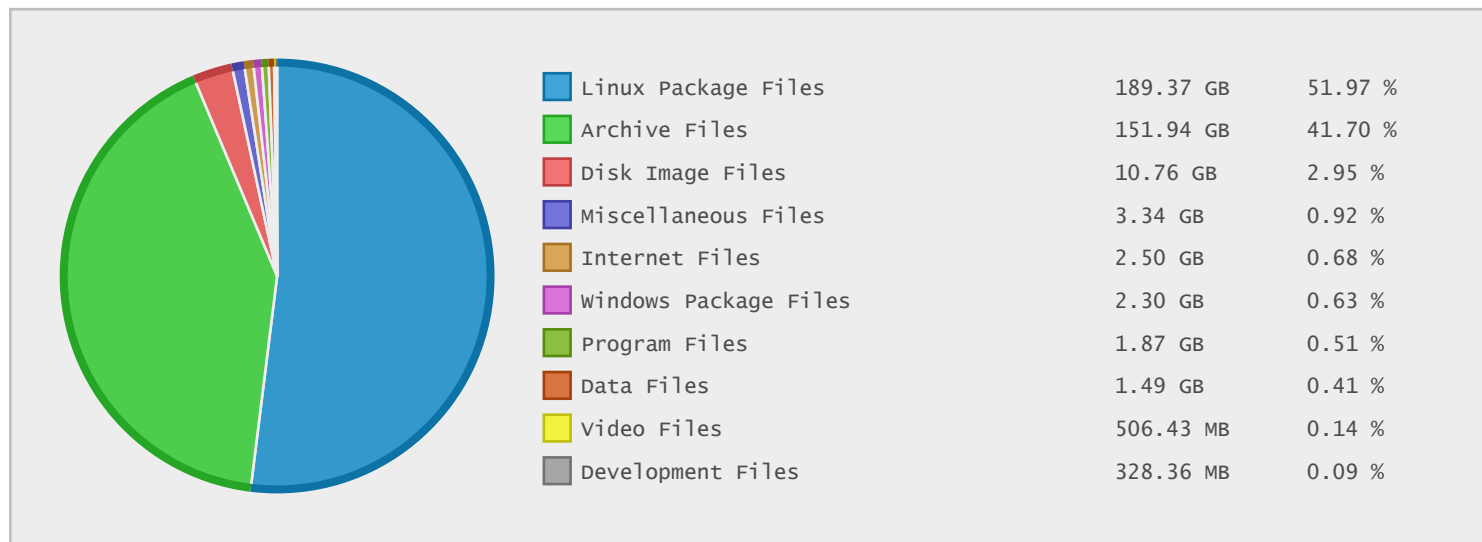 Linux Package Files 189.37 GB 51.97 %
Archive Files 151.94 GB 41.70 %
Disk Image Files 10.76 GB 2.95 %
Miscellaneous Files 3.34 GB 0.92 %
Internet Files 2.50 GB 0.68 %
Windows Package Files 2.30 GB 0.63 %
Program Files 1.87 GB 0.51 %
Data Files 1.49 GB 0.41 %
Video Files 506.43 MB 0.14 %
Development Files 328.36 MB 0.09 %